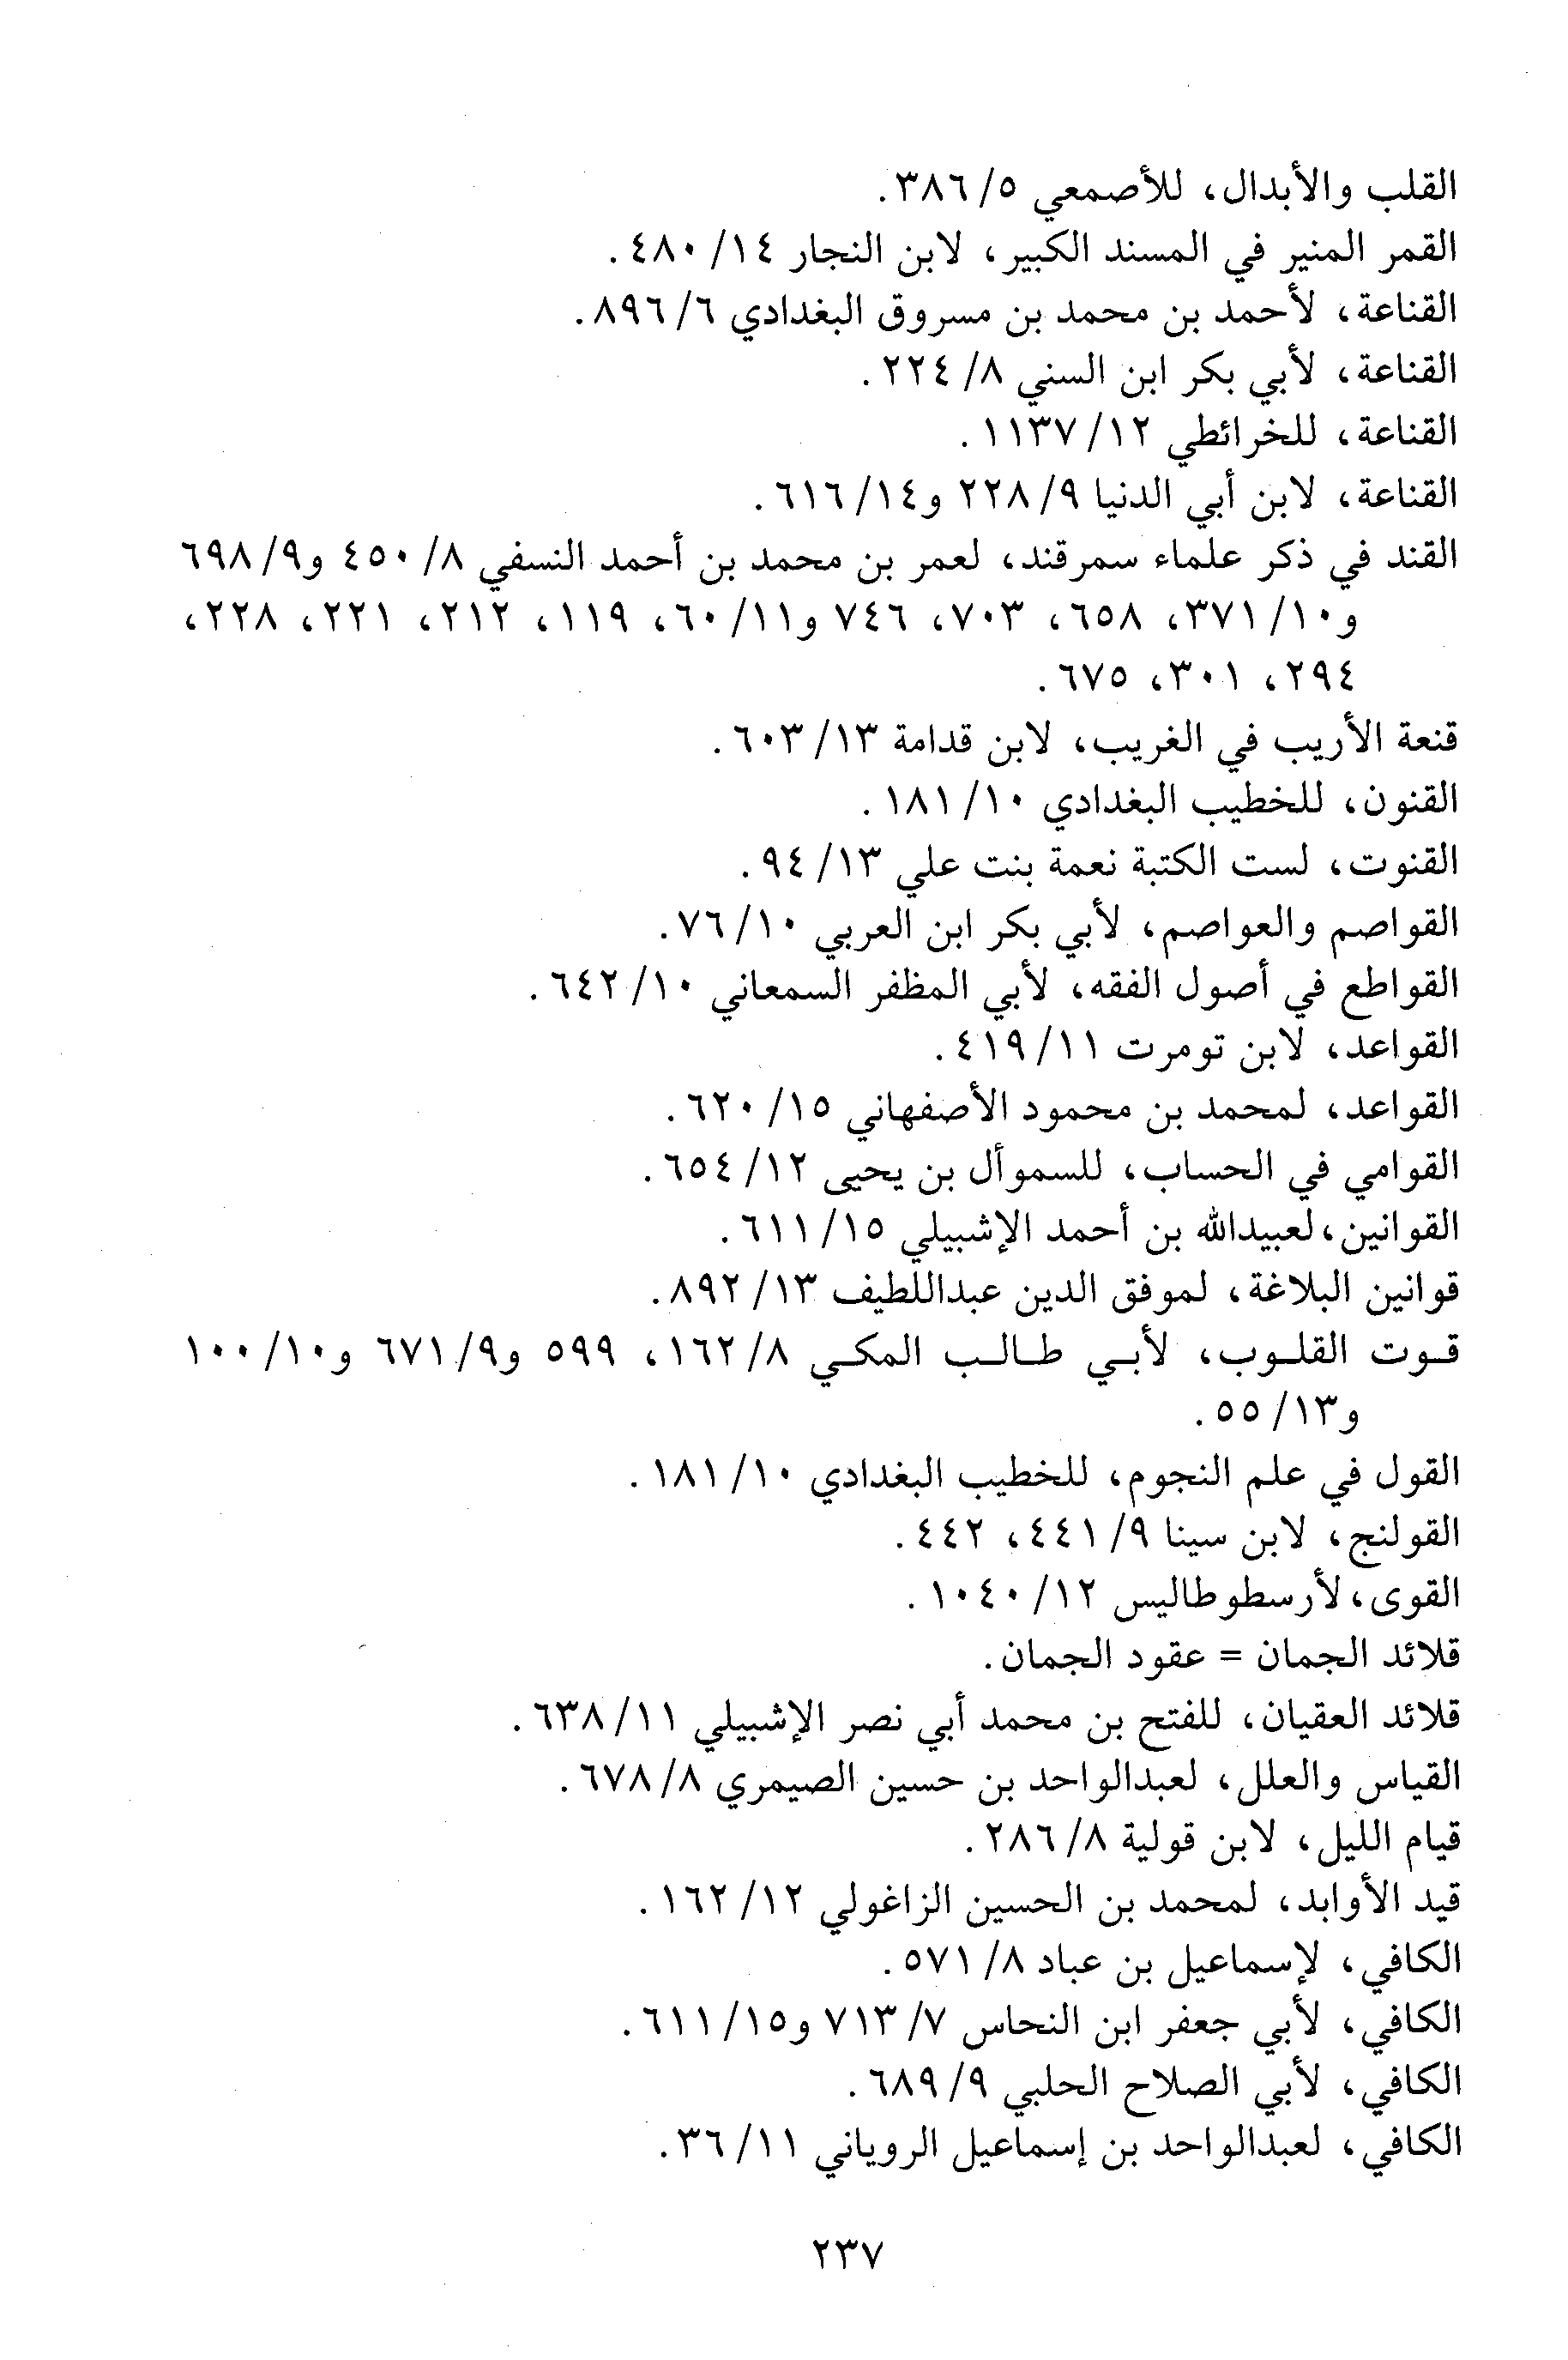 القلب والأبدال، للأصمعي ٥/ ٣٨٦.
القمر المنير في المسند الكبير، لابن النجار ١٤/ ٤٨٠.
القناعة، لأحمد بن محمد بن مسروق البغدادي ٦/ ٨٩٦.
القناعة، لأبي بكر ابن السني ٨/ ٢٢٤.
القناعة، للخرائطي ١٢/ ١١٣٧.
القناعة، لابن أبي الدنيا ٩/ ٢٢٨ و١٤/ ٦١٦.
القند في ذكر علماء سمرقند، لعمر بن محمد بن أحمد النسفي ٨/ ٤٥٠ و٩/ ٦٩٨
و١٠/ ٣٧١، ٦٥٨، ٧٠٣، ٧٤٦ و١١/ ٦٠، ١١٩، ٢١٢، ٢٢١، ٢٢٨،
٢٩٤، ٣٠١، ٦٧٥.
قنعة الأريب في الغريب، لابن قدامة ١٣/ ٦٠٣.
القنون، للخطيب البغدادي ١٠/ ١٨١.
القنوت، لست الكتبة نعمة بنت علي ١٣/ ٩٤.
القواصم والعواصم، لأبي بكر ابن العربي ١٠/ ٧٦.
القواطع في أصول الفقه، لأبي المظفر السمعاني ١٠/ ٦٤٢.
القواعد، لابن تومرت ١١/ ٤١٩.
القواعد، لمحمد بن محمود الأصفهاني ١٥/ ٦٢٠.
القوامي في الحساب، للسموأل بن يحيى ١٢/ ٦٥٤.
القوانين، لعبيدالله بن أحمد الإشبيلي ١٥/ ٦١١.
قوانين البلاغة، لموفق الدين عبداللطيف ١٣/ ٨٩٢.
قوت القلوب، لأبي طالب المكي ٨/ ١٦٢، ٥٩٩ و٩/ ٦٧١ و١٠/ ١٠٠
و١٣/ ٥٥.
القول في علم النجوم، للخطيب البغدادي ١٠/ ١٨١.
القولنج، لابن سينا ٩/ ٤٤١، ٤٤٢.
القوى، لأرسطوطاليس ١٢/ ١٠٤٠.
قلائد الجمان = عقود الجمان.
قلائد العقيان، للفتح بن محمد أبي نصر الإشبيلي ١١/ ٦٣٨.
القياس والعلل، لعبدالواحد بن حسين الصيمري ٨/ ٦٧٨.
قيام الليل، لابن قولية ٨/ ٢٨٦.
قيد الأوابد، لمحمد بن الحسين الزاغولي ١٢/ ١٦٢.
الكافي، لإسماعيل بن عباد ٨/ ٥٧١.
الكافي، لأبي جعفر ابن النحاس ٧/ ٧١٣ و١٥/ ٦١١.
الكافي، لأبي الصلاح الحلبي ٩/ ٦٨٩.
الكافي، لعبدالواحد بن إسماعيل الروياني ١١/ ٣٦.
٢٣٧